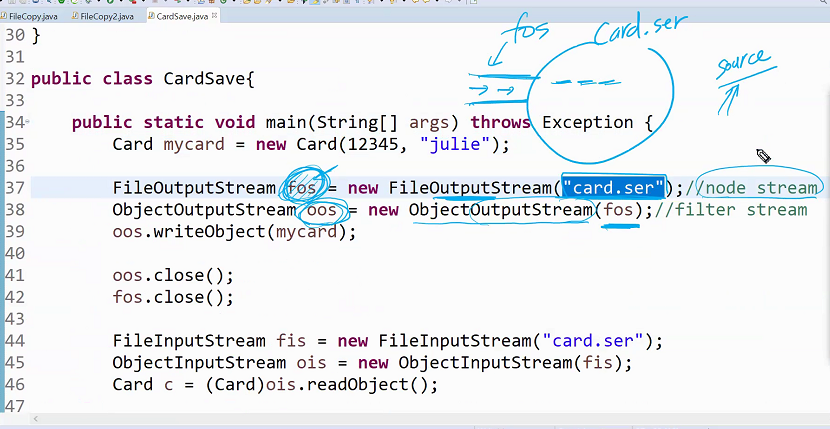 FileCopy.java FileCopy2.java CardSave.java
fos card.ser
source
30 }
31
32 public class CardSave{
33
34 public static void main(String[] args) throws Exception {
35 Card mycard = new Card(12345, "julie");
36
37 FileOutputStream fos = new FileOutputStream("card.ser");//node stream
38 ObjectOutputStream oos = new ObjectOutputStream(fos);//filter stream
39 oos.writeObject(mycard);
40
41 oos.close();
42 fos.close();
43
44 FileInputStream fis = new FileInputStream("card.ser");
45 ObjectInputStream ois = new ObjectInputStream(fis);
46 Card c = (Card)ois.readObject();
47